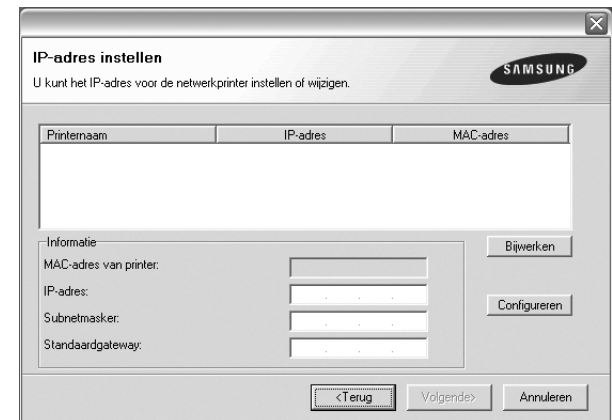 IP-adres instellen
U kunt het IP-adres voor de netwerkprinter instellen of wijzigen.
SAMSUNG
Printernaam IP-adres MAC-adres
Informatie
MAC-adres van printer:
IP-adres:
Subnetmasker:
Standaardgateway:
Bijwerken
Configureren
<Terug Volgende> Annuleren